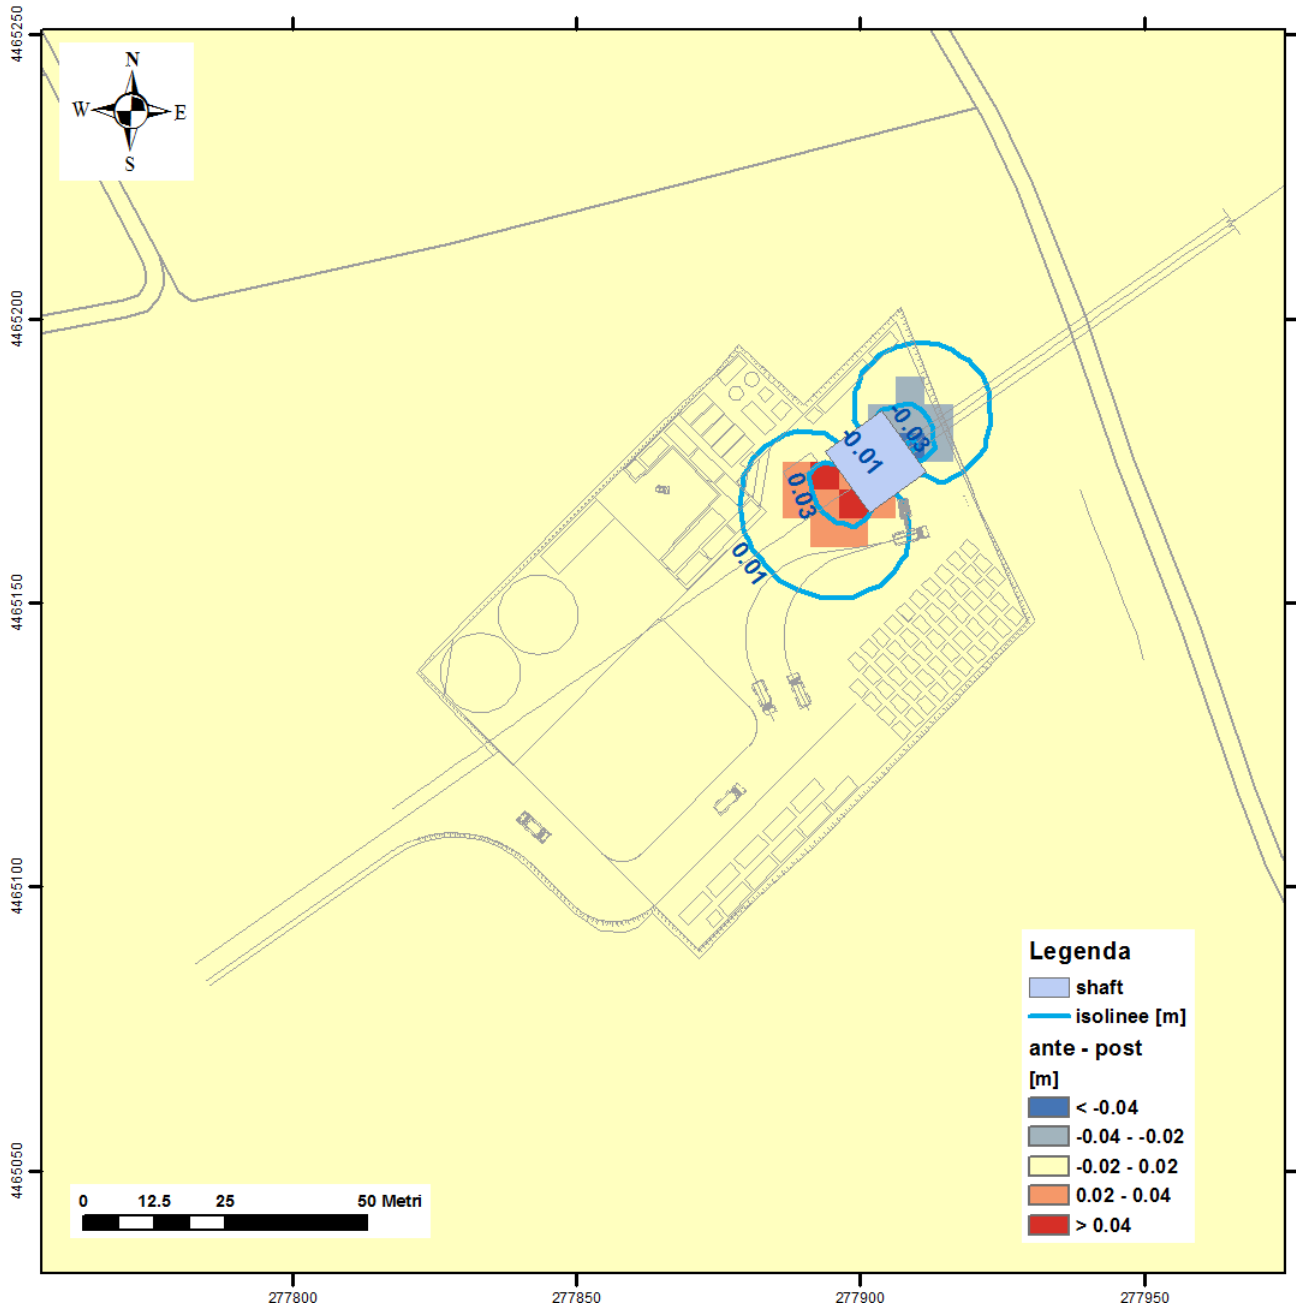 4465250
N
W E
S
4465200
-0.03
-0.01
0.03
0.01
4465150
4465100
4465050
Legenda
shaft
isolinee [m]
ante - post
[m]
< -0.04
-0.04 - -0.02
-0.02 - 0.02
0.02 - 0.04
> 0.04
0 12.5 25 50 Metri
277800 277850 277900 277950